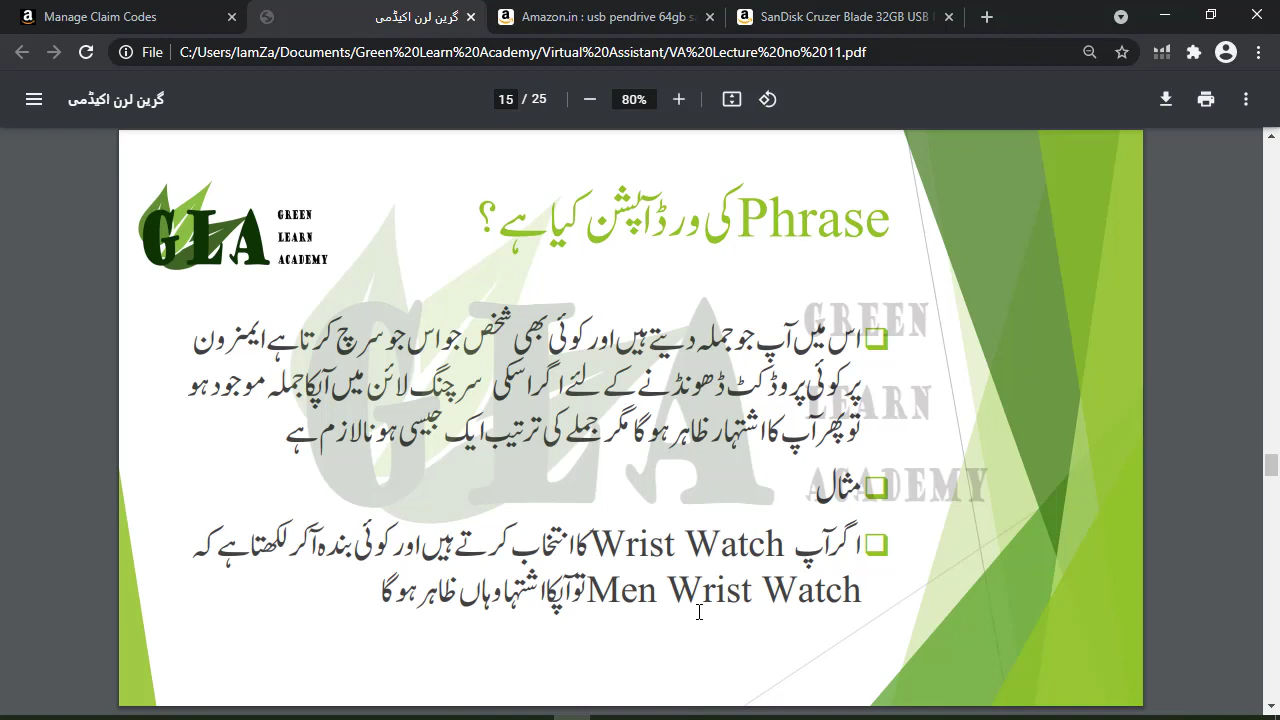 Manage Claim Codes
گرین لرن اکیڈمی
Amazon.in : usb pendrive 64gb s
SanDisk Cruzer Blade 32GB USB
File
C:/Users/IamZa/Documents/Green%20Learn%20Academy/Virtual%20Assistant/VA%20Lecture%20no%2011.pdf
گرین لرن اکیڈمی
15 / 25
80%
GLA
GREEN
LEARN
ACADEMY
Phrase کی ورڈ آپشن کیا ہے؟
اس میں آپ جو جملہ دیتے ہیں اور کوئی بھی شخص جو اس جو سرچ کرتا ہے ایمزون
پر کوئی پروڈکٹ ڈھونڈنے کے لئے اگر اسکی سرچنگ لائن میں آپکا جملہ موجود ہو
تو پھر آپ کا اشتہار ظاہر ہو گا مگر جملے کی ترتیب ایک جیسی ہونا لازم ہے
مثال
اگر آپ Wrist Watch کا انتخاب کرتے ہیں اور کوئی بندہ آ کر لکھتا ہے کہ
Men Wrist Watch تو آپکا اشتہا وہاں ظاہر ہو گا
GLA
GREEN
LEARN
ACADEMY